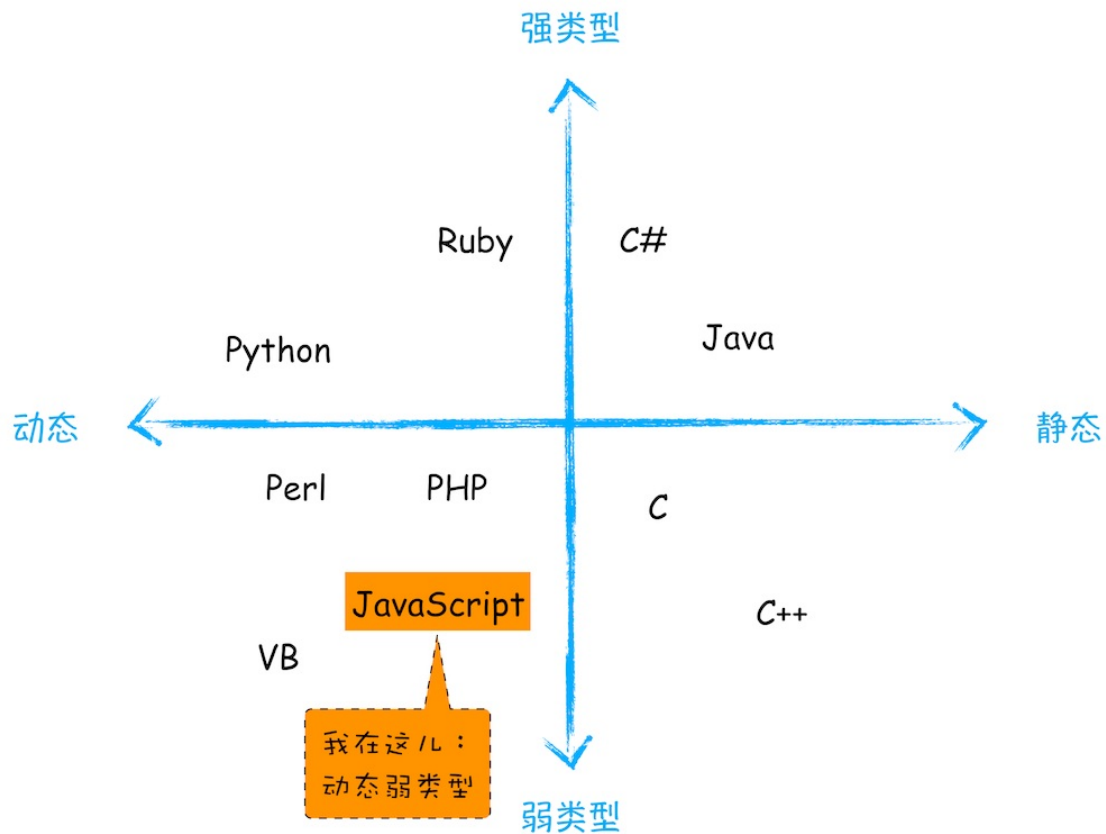 强类型
Ruby
C#
Python
Java
动态
静态
Perl
PHP
C
JavaScript
C++
VB
我在这儿：
动态弱类型
弱类型